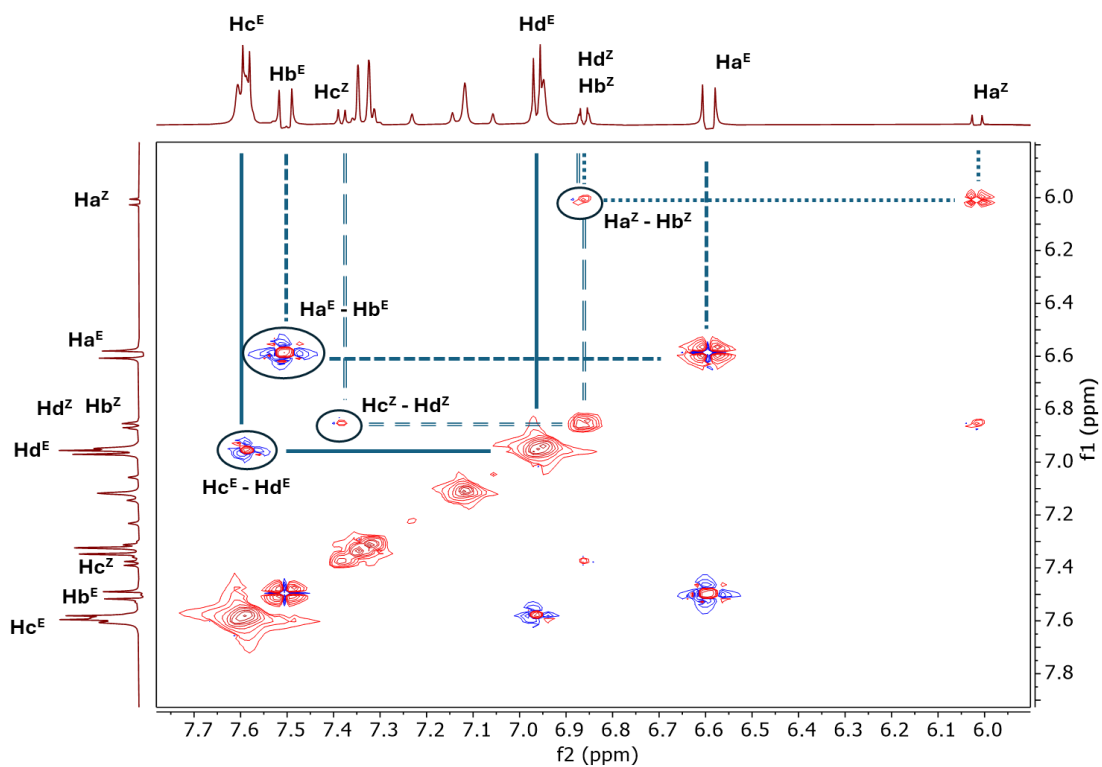 Hc^E
Hb^E
Hc^Z
Hd^E
Hd^Z
Hb^Z
Ha^E
Ha^Z
Ha^Z
Ha^E
Hd^Z Hb^Z
Hd^E
Hc^Z
Hb^E
Hc^E
Ha^Z - Hb^Z
Ha^E - Hb^E
Hc^Z - Hd^Z
Hc^E - Hd^E
6.0
6.2
6.4
6.6
6.8
7.0
7.2
7.4
7.6
7.8
f1 (ppm)
7.7 7.6 7.5 7.4 7.3 7.2 7.1 7.0 6.9 6.8 6.7 6.6 6.5 6.4 6.3 6.2 6.1 6.0
f2 (ppm)